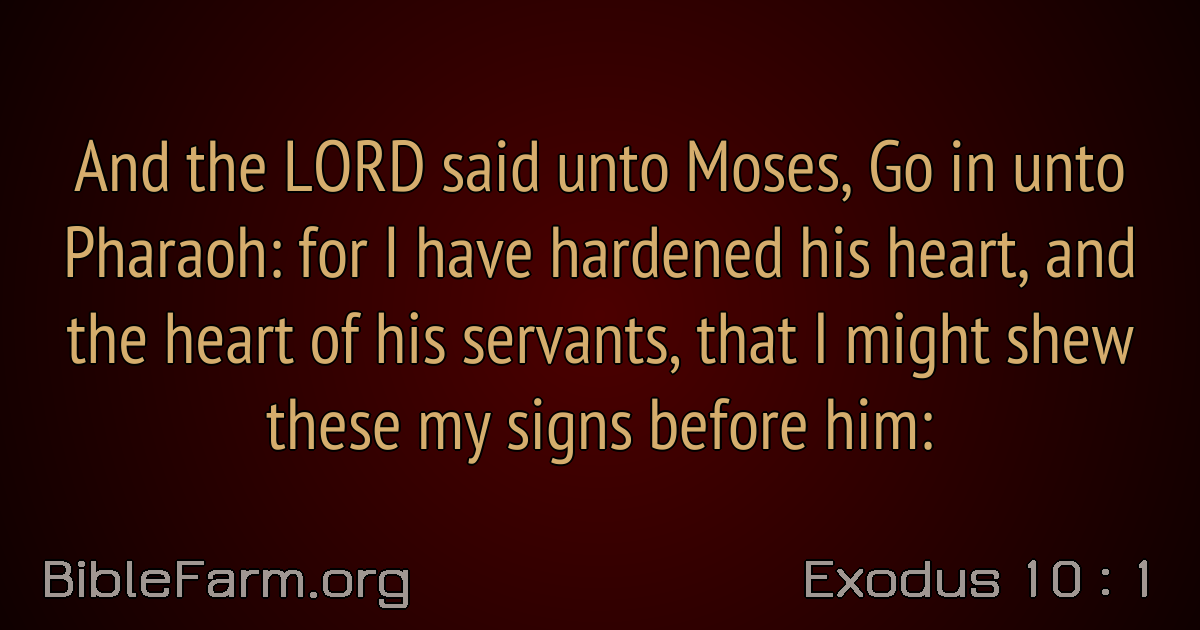 And the LORD said unto Moses, Go in unto
Pharaoh: for I have hardened his heart, and
the heart of his servants, that I might shew
these my signs before him:
BibleFarm.org
Exodus 10 : 1